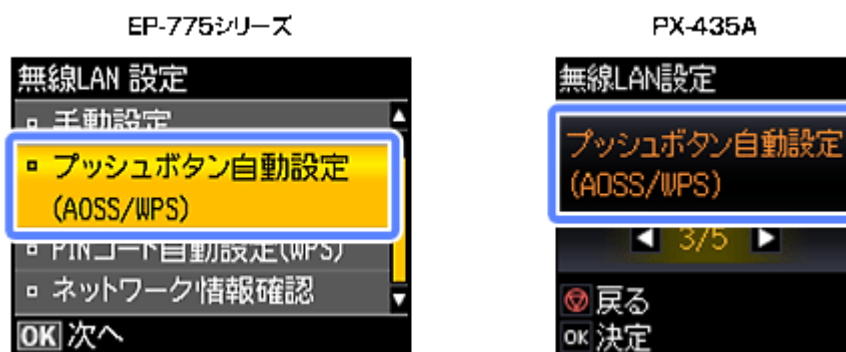 EP-775シリーズ
無線LAN 設定
手動設定
プッシュボタン自動設定
(AOSS/WPS)
PINコード自動設定(WPS)
ネットワーク情報確認
OK 次へ
PX-435A
無線LAN設定
プッシュボタン自動設定
(AOSS/WPS)
3/5
戻る
OK 決定